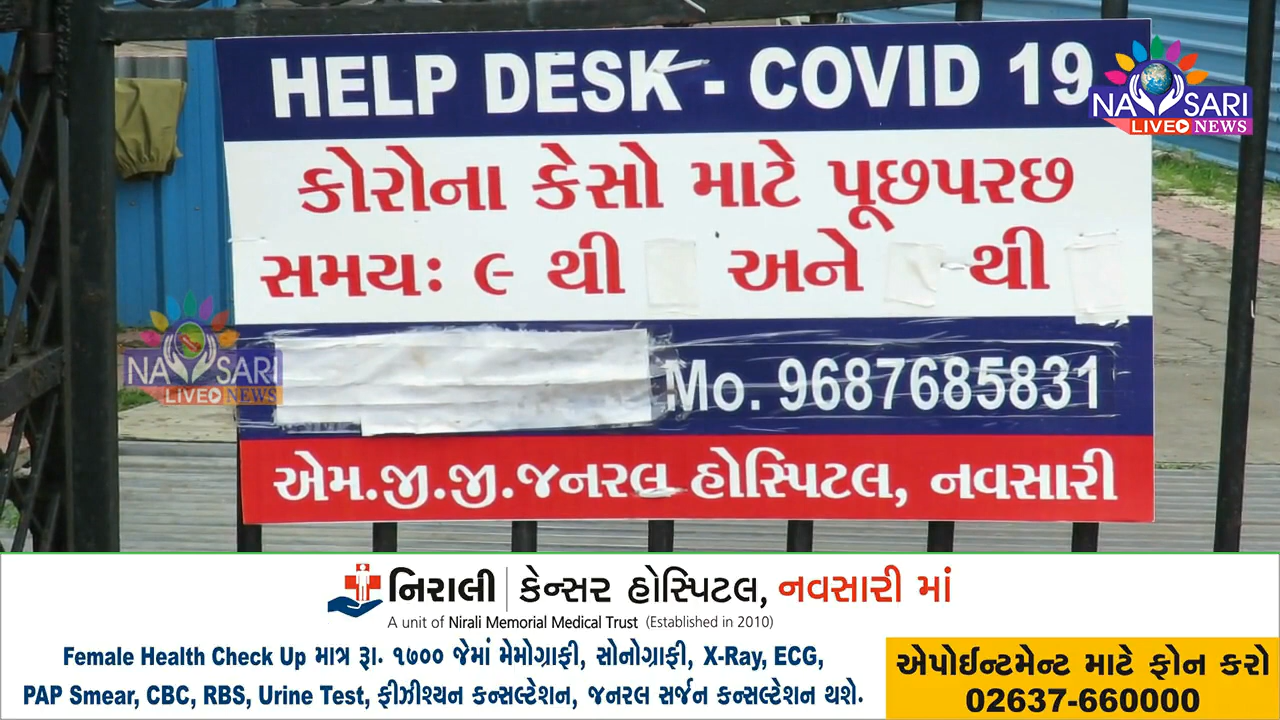 HELP DESK - COVID 19
NAVSARI
LIVE NEWS
કોરોના કેસો માટે પૂછપરછ
સમય: ૯ થી અને થી
NAVSARI
LIVE NEWS
Mo. 9687685831
એમ.જી.જી.જનરલ હોસ્પિટલ, નવસારી
નિરાલી કેન્સર હોસ્પિટલ, નવસારી માં
A unit of Nirali Memorial Medical Trust (Established in 2010)
Female Health Check Up માત્ર રૂા. ૧૭૦૦ જેમાં મેમોગ્રાફી, સોનોગ્રાફી, X-Ray, ECG,
PAP Smear, CBC, RBS, Urine Test, ફીઝીશ્યન કન્સલ્ટેશન, જનરલ સર્જન કન્સલ્ટેશન થશે.
એપોઈન્ટમેન્ટ માટે ફોન કરો
02637-660000